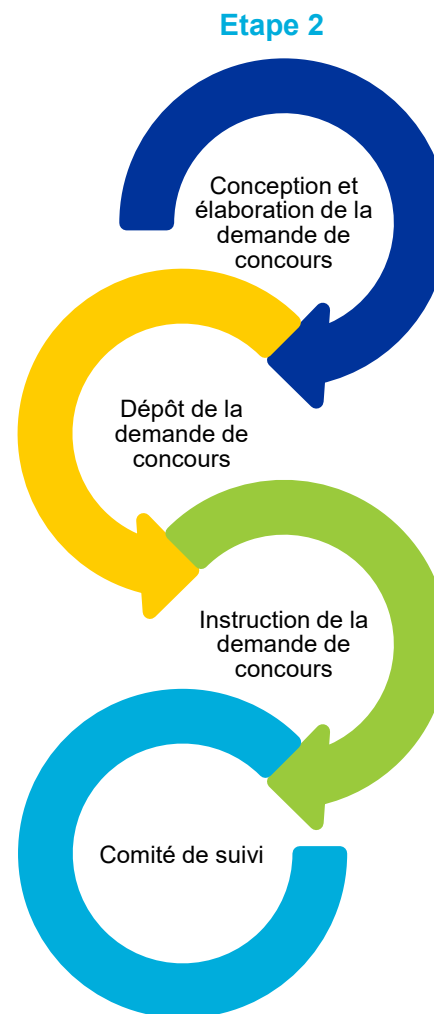 Etape 2
Conception et
élaboration de la
demande de
concours
Dépôt de la
demande de
concours
Instruction de la
demande de
concours
Comité de suivi